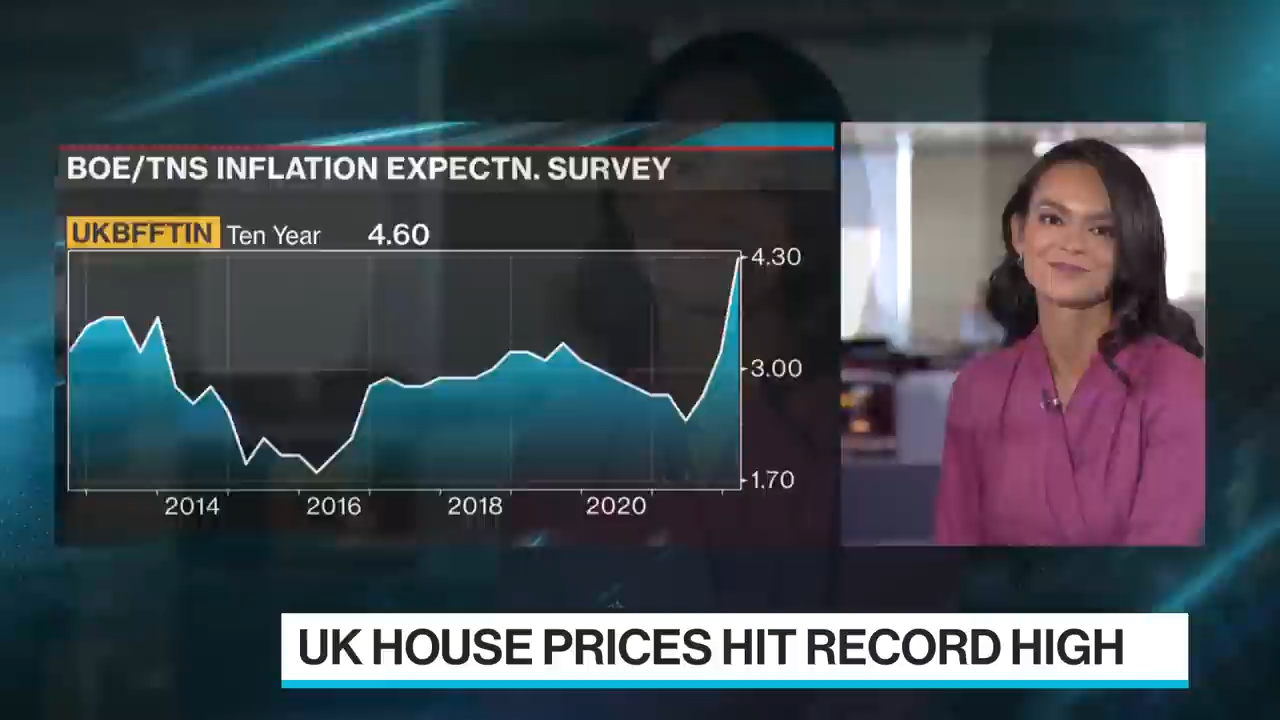 BOE/TNS INFLATION EXPECTN. SURVEY
UKBFFTIN Ten Year 4.60
4.30
3.00
1.70
2014 2016 2018 2020
UK HOUSE PRICES HIT RECORD HIGH